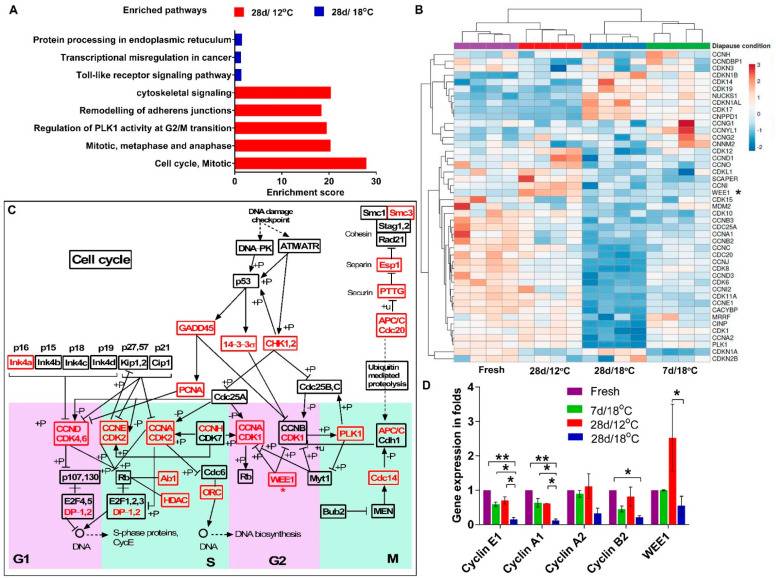 A
Enriched pathways
28d/ 12°C
28d/ 18°C
Protein processing in endoplasmic retuculum
Transcriptional misregulation in cancer
Toll-like receptor signaling pathway
cytoskeletal signaling
Remodelling of adherens junctions
Regulation of PLK1 activity at G2/M transition
Mitotic, metaphase and anaphase
Cell cycle, Mitotic
0 5 10 15 20 25 30
Enrichment score
B
Diapause condition
CCNH
CCNDBP1
CDKN3
CDKN1B
CDK14
CDK19
NUCKS1
CDKN1AL
CDK17
CNPPD1
CCNG1
CCNYL1
CCNG2
CNNM2
CDK12
CCND1
CCNO
CDKL1
SCAPER
CCNI
WEE1 *
CDK15
MDM2
CDK10
CCNB3
CDC25A
CCNA1
CCNB2
CCNC
CDC20
CCNJ
CDK8
CCND3
CDK6
CCNI2
CDK11A
CCNE1
CACYBP
MRRF
CINP
CDK1
CCNA2
PLK1
CDKN1A
CDKN2B
3
2
1
0
-1
-2
Fresh
28d/12°C
28d/18°C
7d/18°C
C
Cell cycle
DNA damage
checkpoint
Smc1 Smc3
Cohesin
Stag1,2
Rad21
DNA-PK
ATM/ATR
Separin
Esp1
+P
+P
p53
+P
Securin
PTTG
+u
GADD45
14-3-3σ
CHK1,2
APC/C
Cdc20
p16 p15 p18 p19 p27,57 p21
Ink4a Ink4b Ink4c Ink4d Kip1,2 Cip1
Ubiquitin
mediated
proteolysis
PCNA
Cdc25A
Cdc25B,C
CCND
CDK4,6
CCNE
CDK2
CCNA
CDK2
CCNH
CDK7
CCNA
CDK1
CCNB
CDK1
PLK1
APC/C
Cdh1
p107,130
Rb
Ab1
HDAC
Cdc6
ORC
Rb
WEE1
*
Myt1
Cdc14
E2F4,5
DP-1,2
E2F1,2,3
DP-1,2
Bub2
MEN
DNA
S-phase proteins,
CycE
DNA
DNA biosynthesis
G1
S
G2
M
D
Fresh
7d/18°C
28d/12°C
28d/18°C
Gene expression in folds
4
3
2
1
0
**
*
*
**
*
*
*
*
Cyclin E1
Cyclin A1
Cyclin A2
Cyclin B2
WEE1